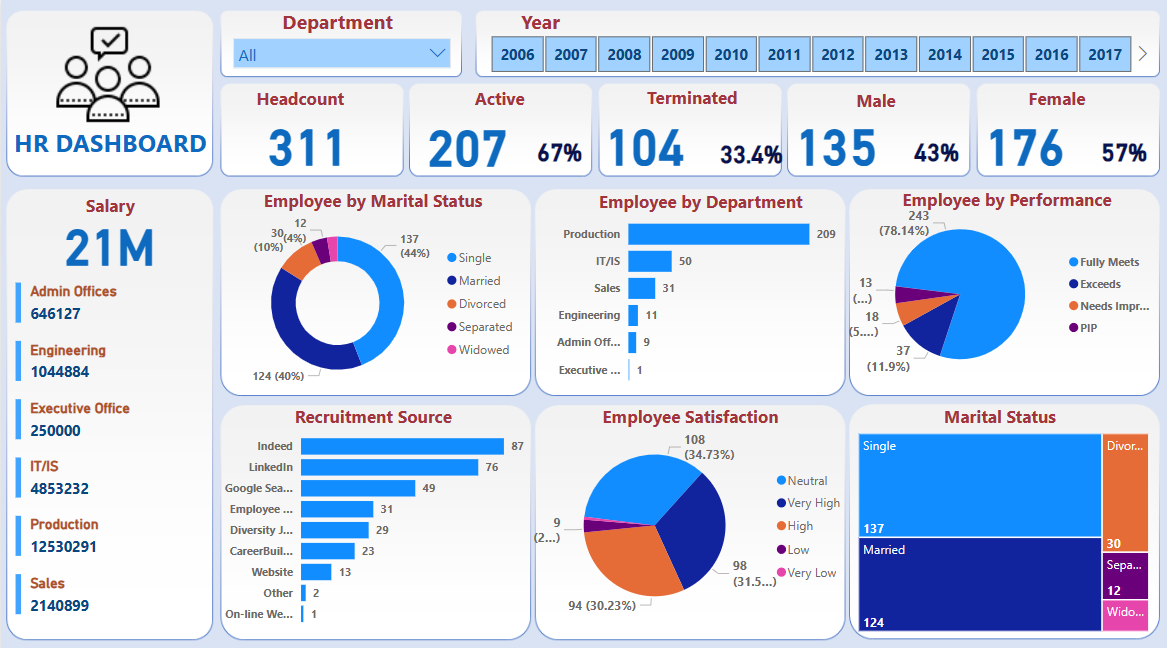 HR DASHBOARD
Department
All
Year
2006 2007 2008 2009 2010 2011 2012 2013 2014 2015 2016 2017
Headcount
311
Active
207 67%
Terminated
104 33.4%
Male
135 43%
Female
176 57%
Salary
21M
Admin Offices
646127
Engineering
1044884
Executive Office
250000
IT/IS
4853232
Production
12530291
Sales
2140899
Employee by Marital Status
12
(4%)
30
(10%)
137
(44%)
124 (40%)
Single
Married
Divorced
Separated
Widowed
Employee by Department
Production 209
IT/IS 50
Sales 31
Engineering 11
Admin Off... 9
Executive ... 1
Employee by Performance
243
(78.14%)
13
(...)
18
(5....)
37
(11.9%)
Fully Meets
Exceeds
Needs Impr...
PIP
Recruitment Source
Indeed 87
LinkedIn 76
Google Sea... 49
Employee ... 31
Diversity J... 29
CareerBuil... 23
Website 13
Other 2
On-line We... 1
Employee Satisfaction
108
(34.73%)
9
(2...)
98
(31.5...)
94 (30.23%)
Neutral
Very High
High
Low
Very Low
Marital Status
Single
137
Married
124
Divor...
30
Sepa...
12
Wido...